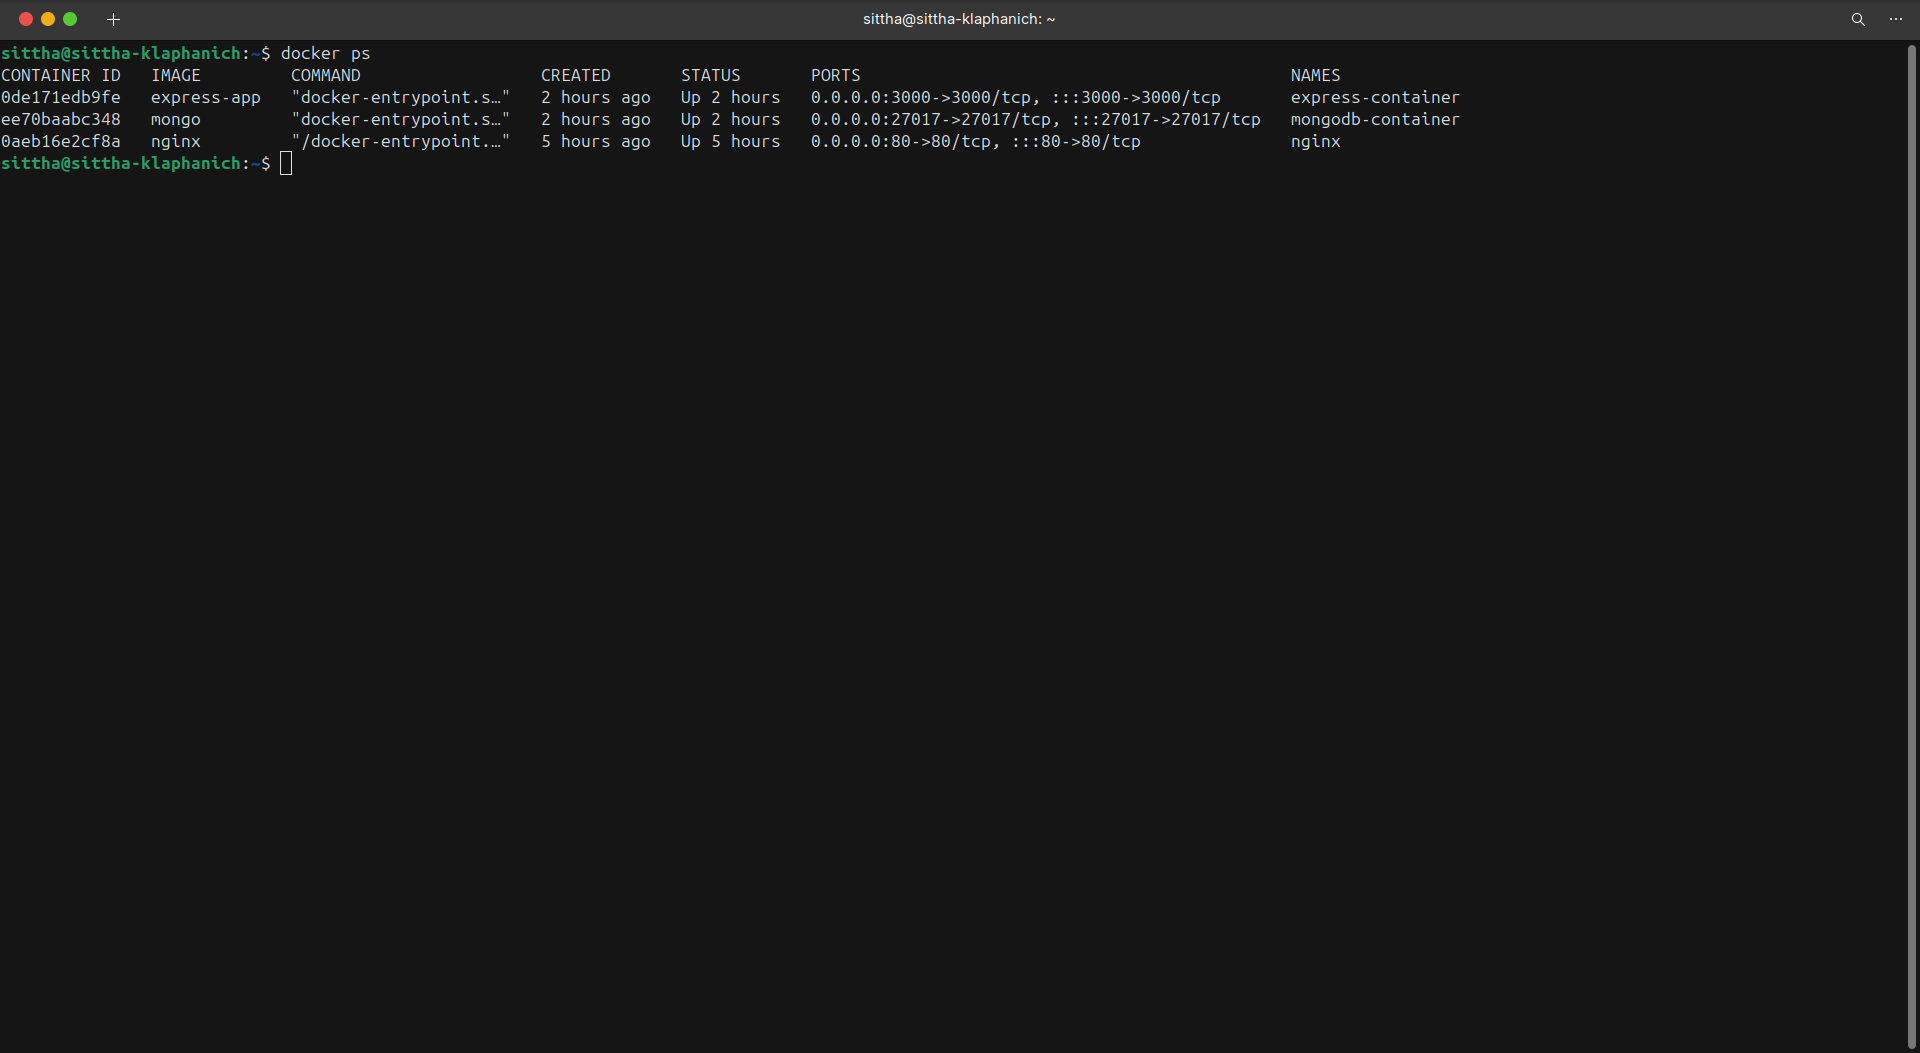 sittha@sittha-klaphanich: ~
sittha@sittha-klaphanich:~$ docker ps
CONTAINER ID   IMAGE         COMMAND                  CREATED       STATUS       PORTS                                           NAMES
0de171edb9fe   express-app   "docker-entrypoint.s…"   2 hours ago   Up 2 hours   0.0.0.0:3000->3000/tcp, :::3000->3000/tcp       express-container
ee70baabc348   mongo         "docker-entrypoint.s…"   2 hours ago   Up 2 hours   0.0.0.0:27017->27017/tcp, :::27017->27017/tcp   mongodb-container
0aeb16e2cf8a   nginx         "/docker-entrypoint.…"   5 hours ago   Up 5 hours   0.0.0.0:80->80/tcp, :::80->80/tcp               nginx
sittha@sittha-klaphanich:~$